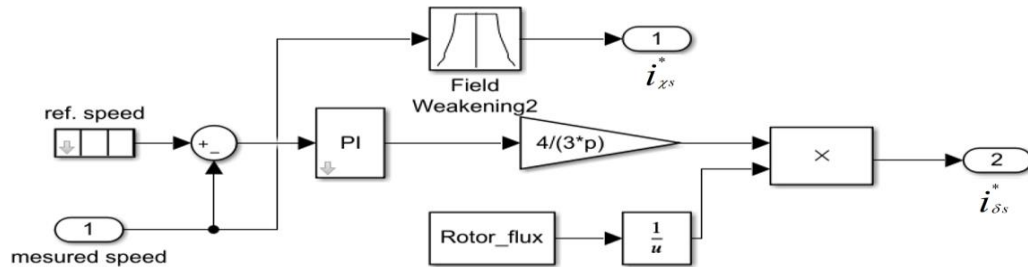 1
i*χs
Field
Weakening2
ref. speed
+
_
PI
4/(3*p)
×
2
i*δs
1
mesured speed
Rotor_flux
1/u